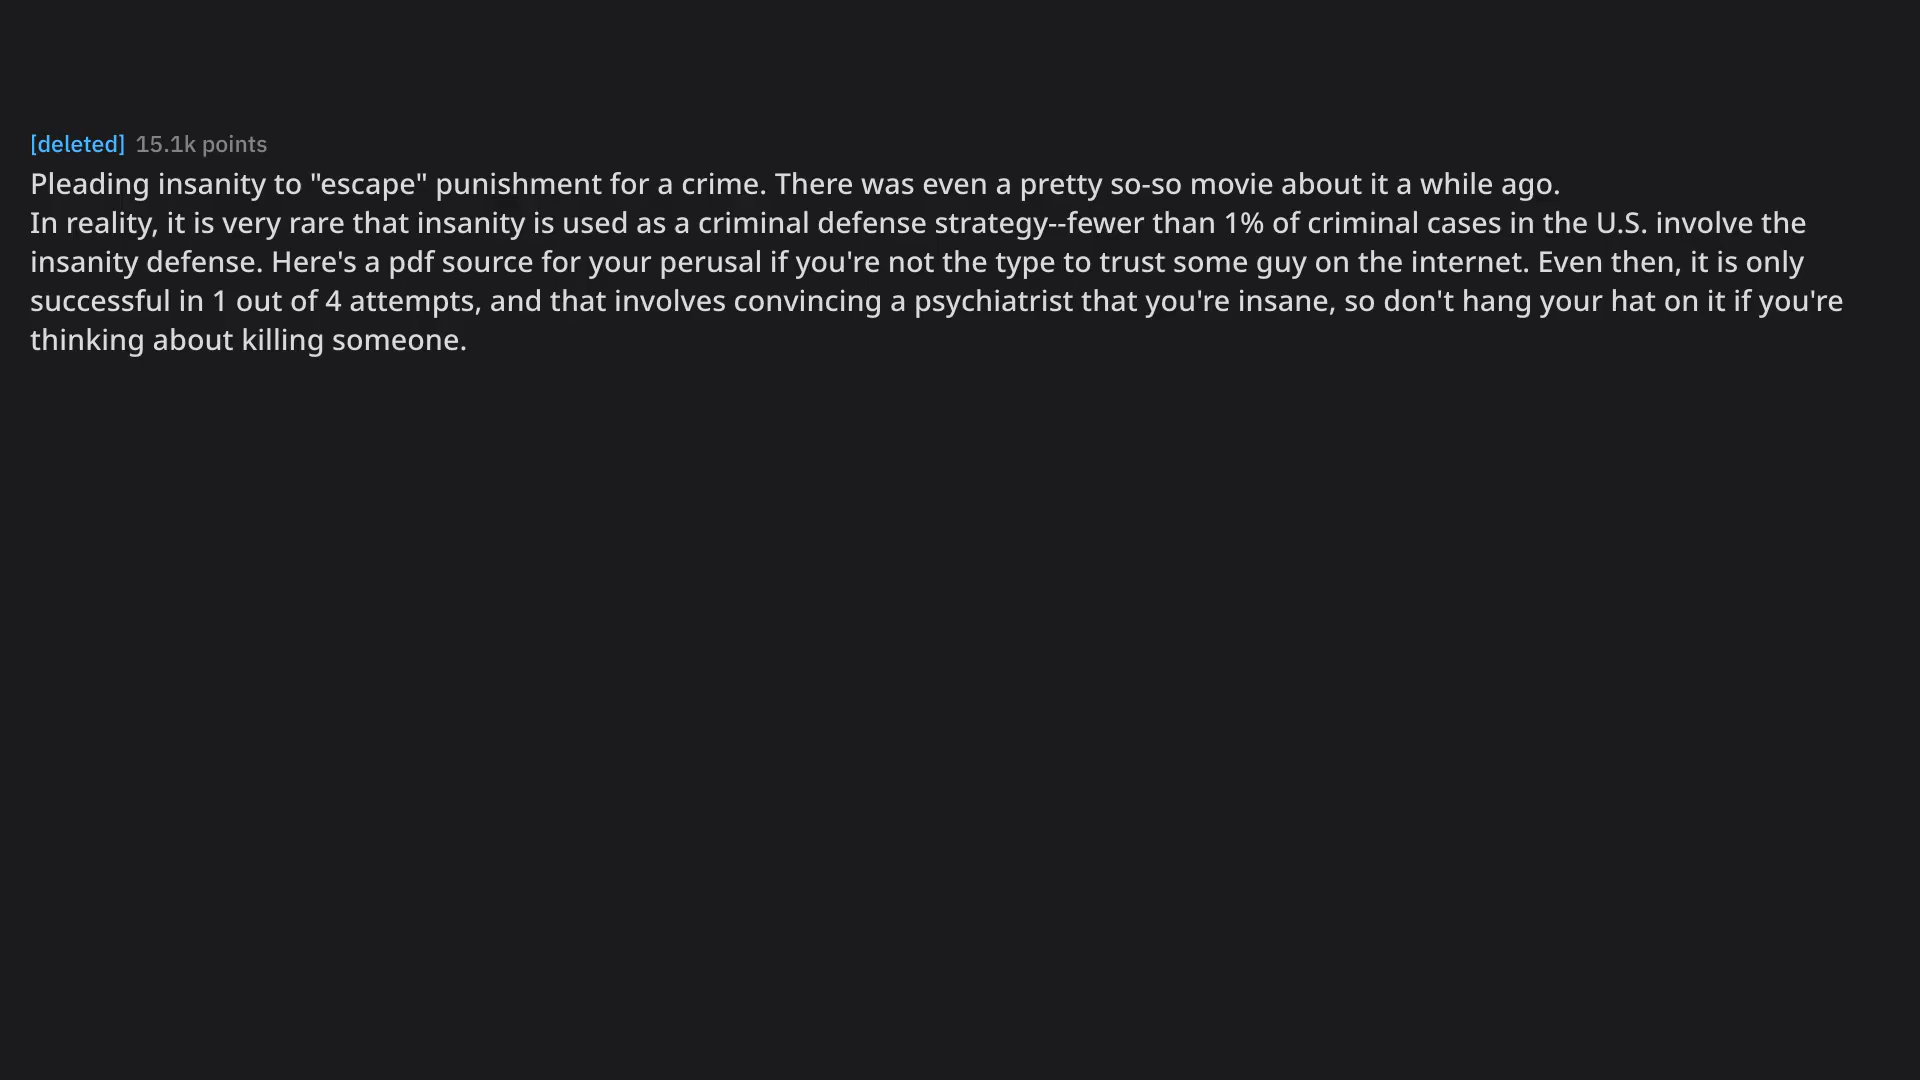 [deleted] 15.1k points
Pleading insanity to "escape" punishment for a crime. There was even a pretty so-so movie about it a while ago.
In reality, it is very rare that insanity is used as a criminal defense strategy--fewer than 1% of criminal cases in the U.S. involve the
insanity defense. Here's a pdf source for your perusal if you're not the type to trust some guy on the internet. Even then, it is only
successful in 1 out of 4 attempts, and that involves convincing a psychiatrist that you're insane, so don't hang your hat on it if you're
thinking about killing someone.